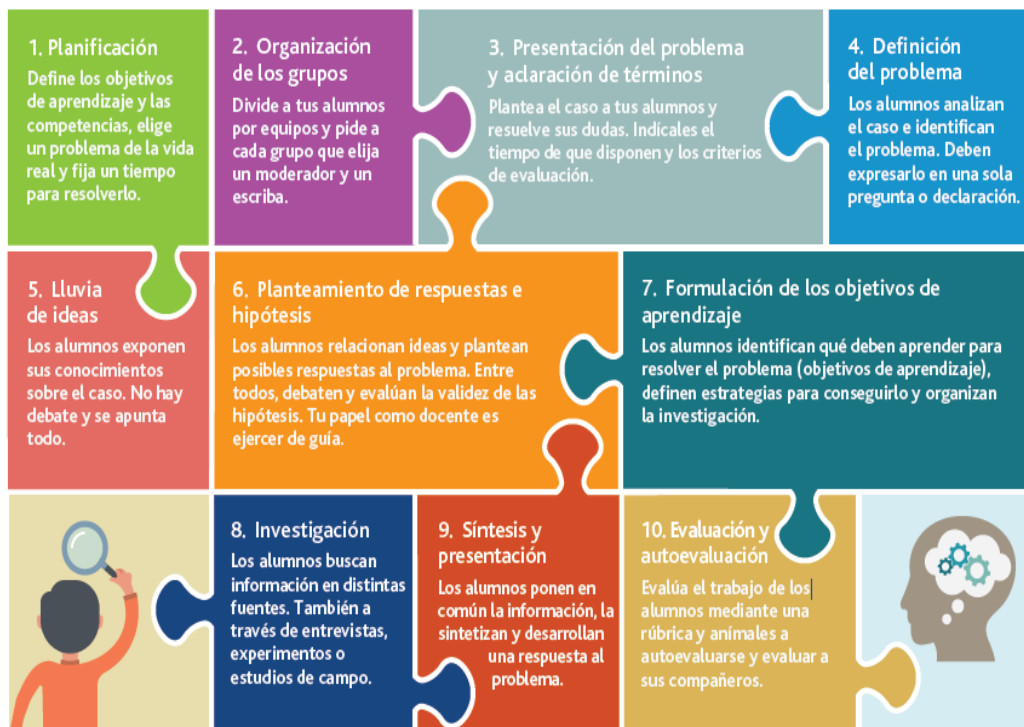 1. Planificación
Define los objetivos
de aprendizaje y las
competencias, elige
un problema de la vida
real y fija un tiempo
para resolverlo.
2. Organización
de los grupos
Divide a tus alumnos
por equipos y pide a
cada grupo que elija
un moderador y un
escriba.
3. Presentación del problema
y aclaración de términos
Plantea el caso a tus alumnos y
resuelve sus dudas. Indícales el
tiempo de que disponen y los criterios
de evaluación.
4. Definición
del problema
Los alumnos analizan
el caso e identifican
el problema. Deben
expresarlo en una sola
pregunta o declaración.
5. Lluvia
de ideas
Los alumnos exponen
sus conocimientos
sobre el caso. No hay
debate y se apunta
todo.
6. Planteamiento de respuestas e
hipótesis
Los alumnos relacionan ideas y plantean
posibles respuestas al problema. Entre
todos, debaten y evalúan la validez de las
hipótesis. Tu papel como docente es
ejercer de guía.
7. Formulación de los objetivos de
aprendizaje
Los alumnos identifican qué deben aprender para
resolver el problema (objetivos de aprendizaje),
definen estrategias para conseguirlo y organizan
la investigación.
8. Investigación
Los alumnos buscan
información en distintas
fuentes. También a
través de entrevistas,
experimentos o
estudios de campo.
9. Síntesis y
presentación
Los alumnos ponen en
común la información, la
sintetizan y desarrollan
una respuesta al
problema.
10. Evaluación y
autoevaluación
Evalúa el trabajo de los
alumnos mediante una
rúbrica y anímales a
autoevaluarse y evaluar a
sus compañeros.